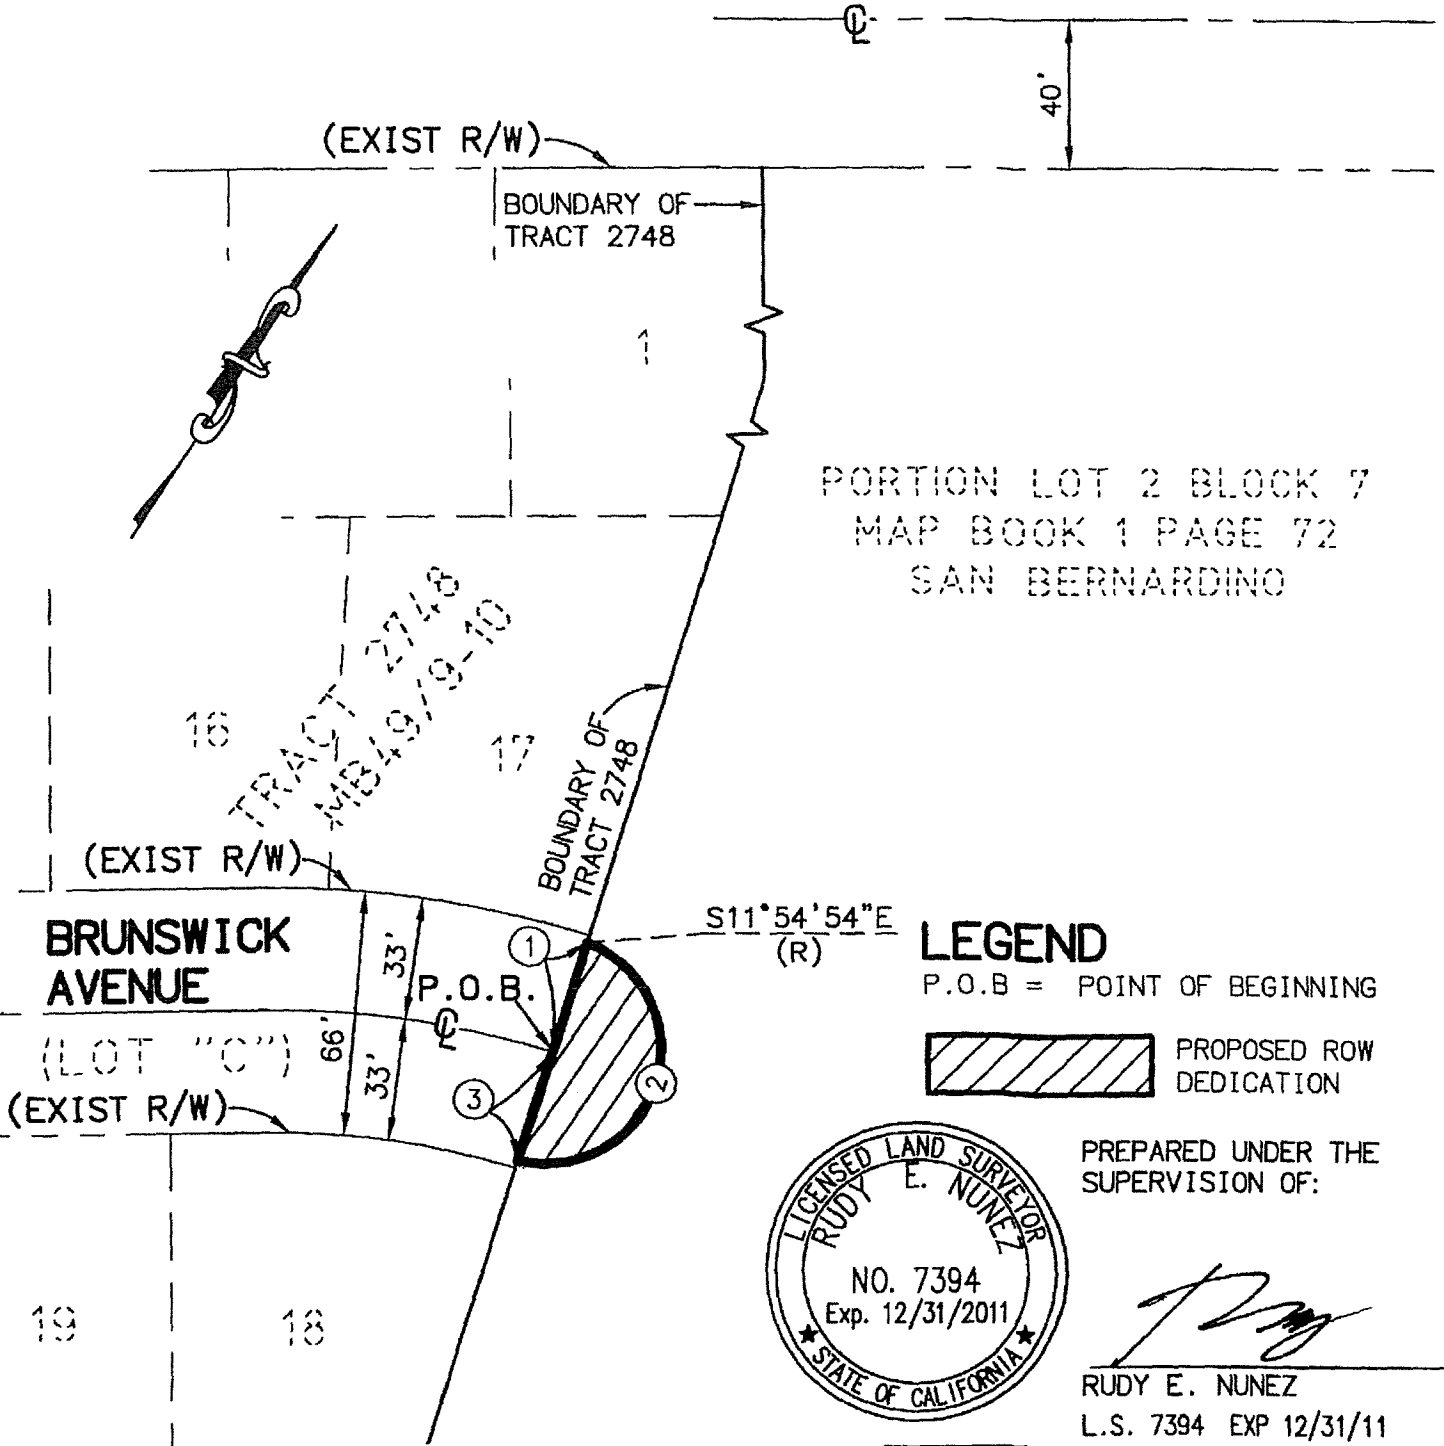 ℄
40'
(EXIST R/W)
BOUNDARY OF
TRACT 2748
1
PORTION LOT 2 BLOCK 7
MAP BOOK 1 PAGE 72
SAN BERNARDINO
TRACT 2748
MB49/9-10
16
17
BOUNDARY OF
TRACT 2748
(EXIST R/W)
S11°54'54"E
(R)
BRUNSWICK
AVENUE
(LOT "C")
33'
66'
33'
P.O.B.
℄
1
2
3
(EXIST R/W)
19
18
LEGEND
P.O.B = POINT OF BEGINNING
PROPOSED ROW
DEDICATION
PREPARED UNDER THE
SUPERVISION OF:
LICENSED LAND SURVEYOR
RUDY E. NUNEZ
NO. 7394
Exp. 12/31/2011
★ STATE OF CALIFORNIA ★
RUDY E. NUNEZ
L.S. 7394 EXP 12/31/11